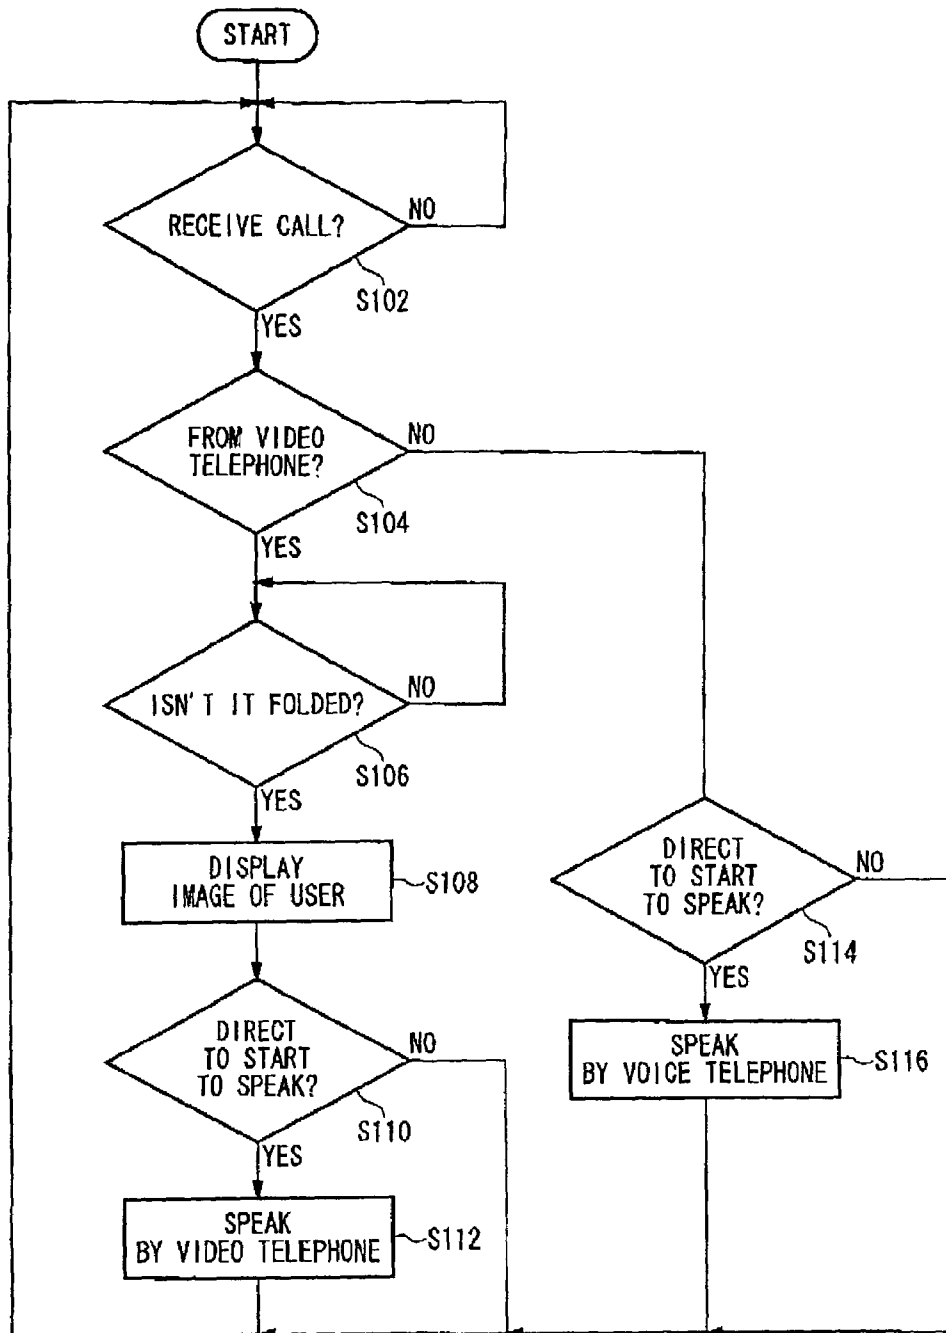 START
RECEIVE CALL?
NO
S102
YES
FROM VIDEO
TELEPHONE?
NO
S104
YES
ISN'T IT FOLDED?
NO
S106
YES
DISPLAY
IMAGE OF USER
S108
DIRECT
TO START
TO SPEAK?
NO
S110
YES
SPEAK
BY VIDEO TELEPHONE
S112
DIRECT
TO START
TO SPEAK?
NO
S114
YES
SPEAK
BY VOICE TELEPHONE
S116